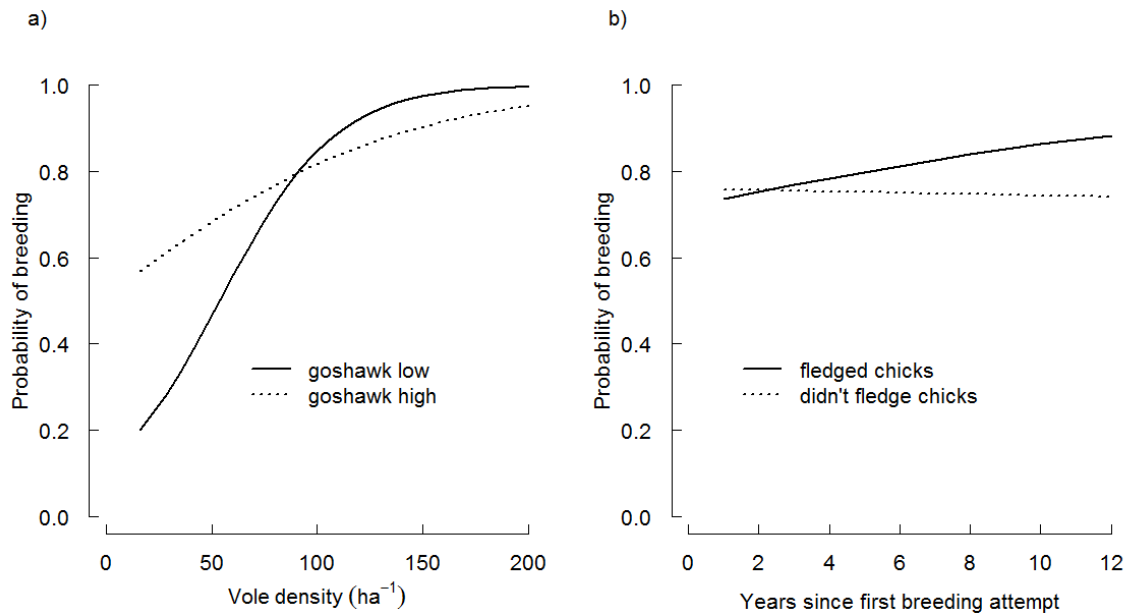 a)
Probability of breeding
1.0
0.8
0.6
0.4
0.2
0.0
goshawk low
goshawk high
0 50 100 150 200
Vole density (ha⁻¹)
b)
Probability of breeding
1.0
0.8
0.6
0.4
0.2
0.0
fledged chicks
didn't fledge chicks
0 2 4 6 8 10 12
Years since first breeding attempt